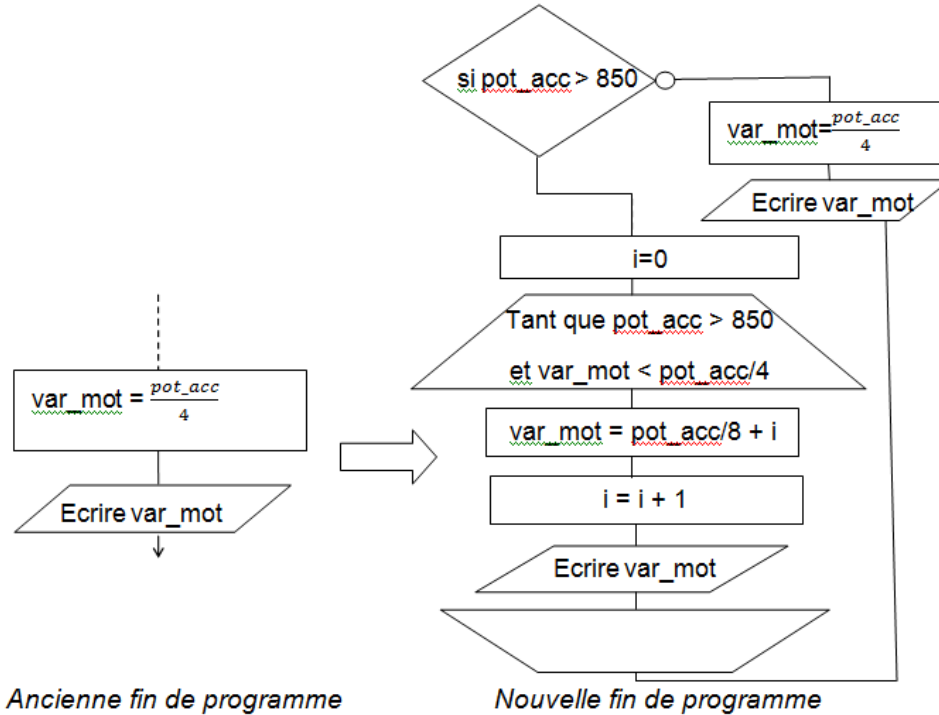 si pot_acc > 850
var_mot=pot_acc/4
Ecrire var_mot
i=0
Tant que pot_acc > 850
et var_mot < pot_acc/4
var_mot = pot_acc/8 + i
i = i + 1
Ecrire var_mot
var_mot = pot_acc/4
Ecrire var_mot
Ancienne fin de programme
Nouvelle fin de programme